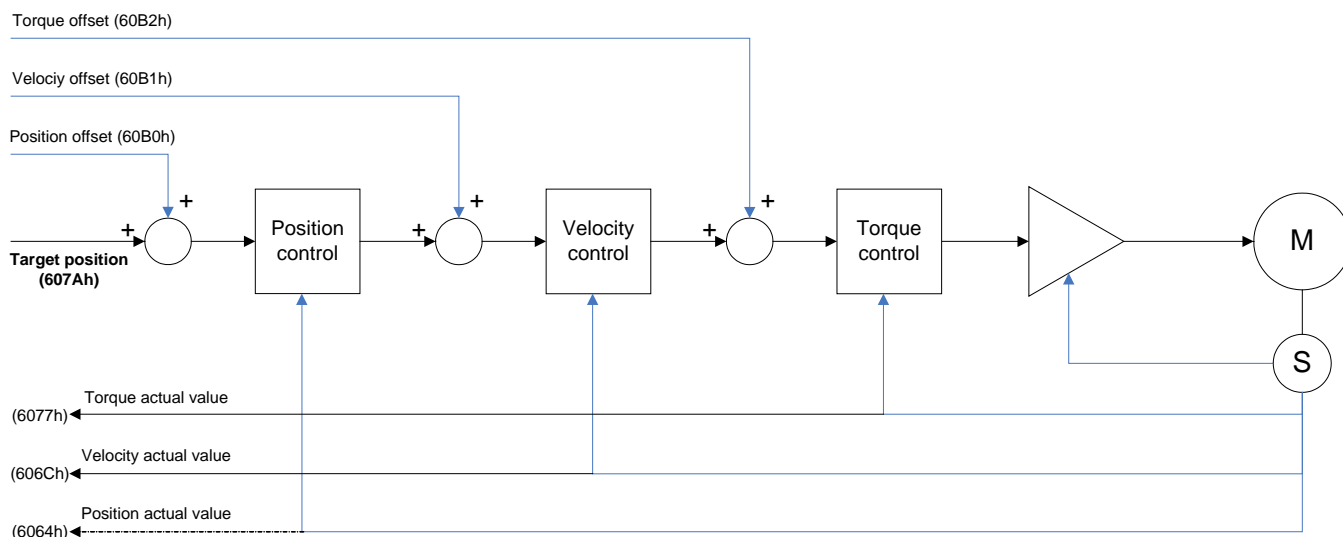 Torque offset (60B2h)
Velociy offset (60B1h)
Position offset (60B0h)
+
+
+
+
+
+
Position
control
Velocity
control
Torque
control
M
Target position
(607Ah)
S
Torque actual value
(6077h)
Velocity actual value
(606Ch)
Position actual value
(6064h)